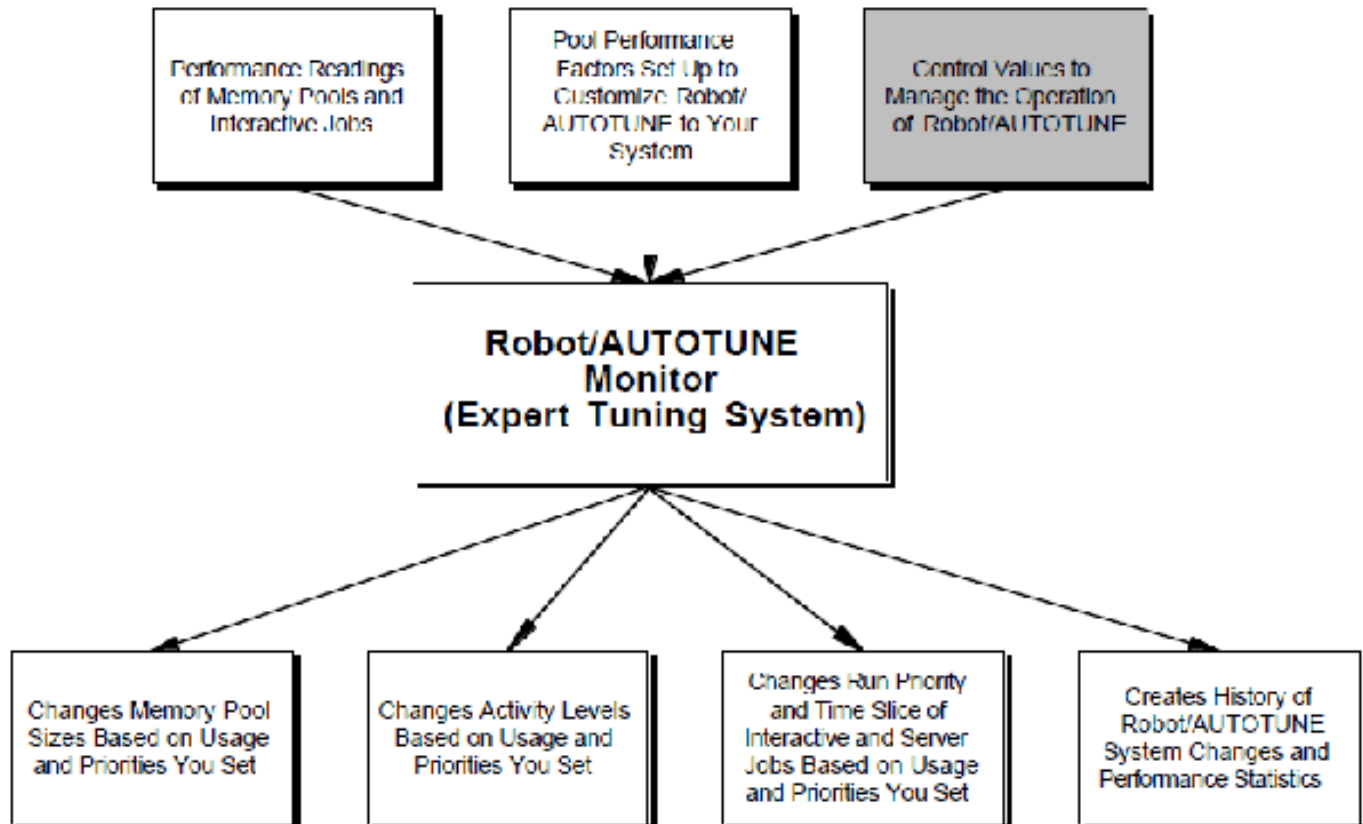 Performance Readings
of Memory Pools and
Interactive Jobs
Pool Performance
Factors Set Up to
Customize Robot/
AUTOTUNE to Your
System
Control Values to
Manage the Operation
of Robot/AUTOTUNE
Robot/AUTOTUNE
Monitor
(Expert Tuning System)
Changes Memory Pool
Sizes Based on Usage
and Priorities You Set
Changes Activity Levels
Based on Usage and
Priorities You Set
Changes Run Priority
and Time Slice of
Interactive and Server
Jobs Based on Usage
and Priorities You Set
Creates History of
Robot/AUTOTUNE
System Changes and
Performance Statistics